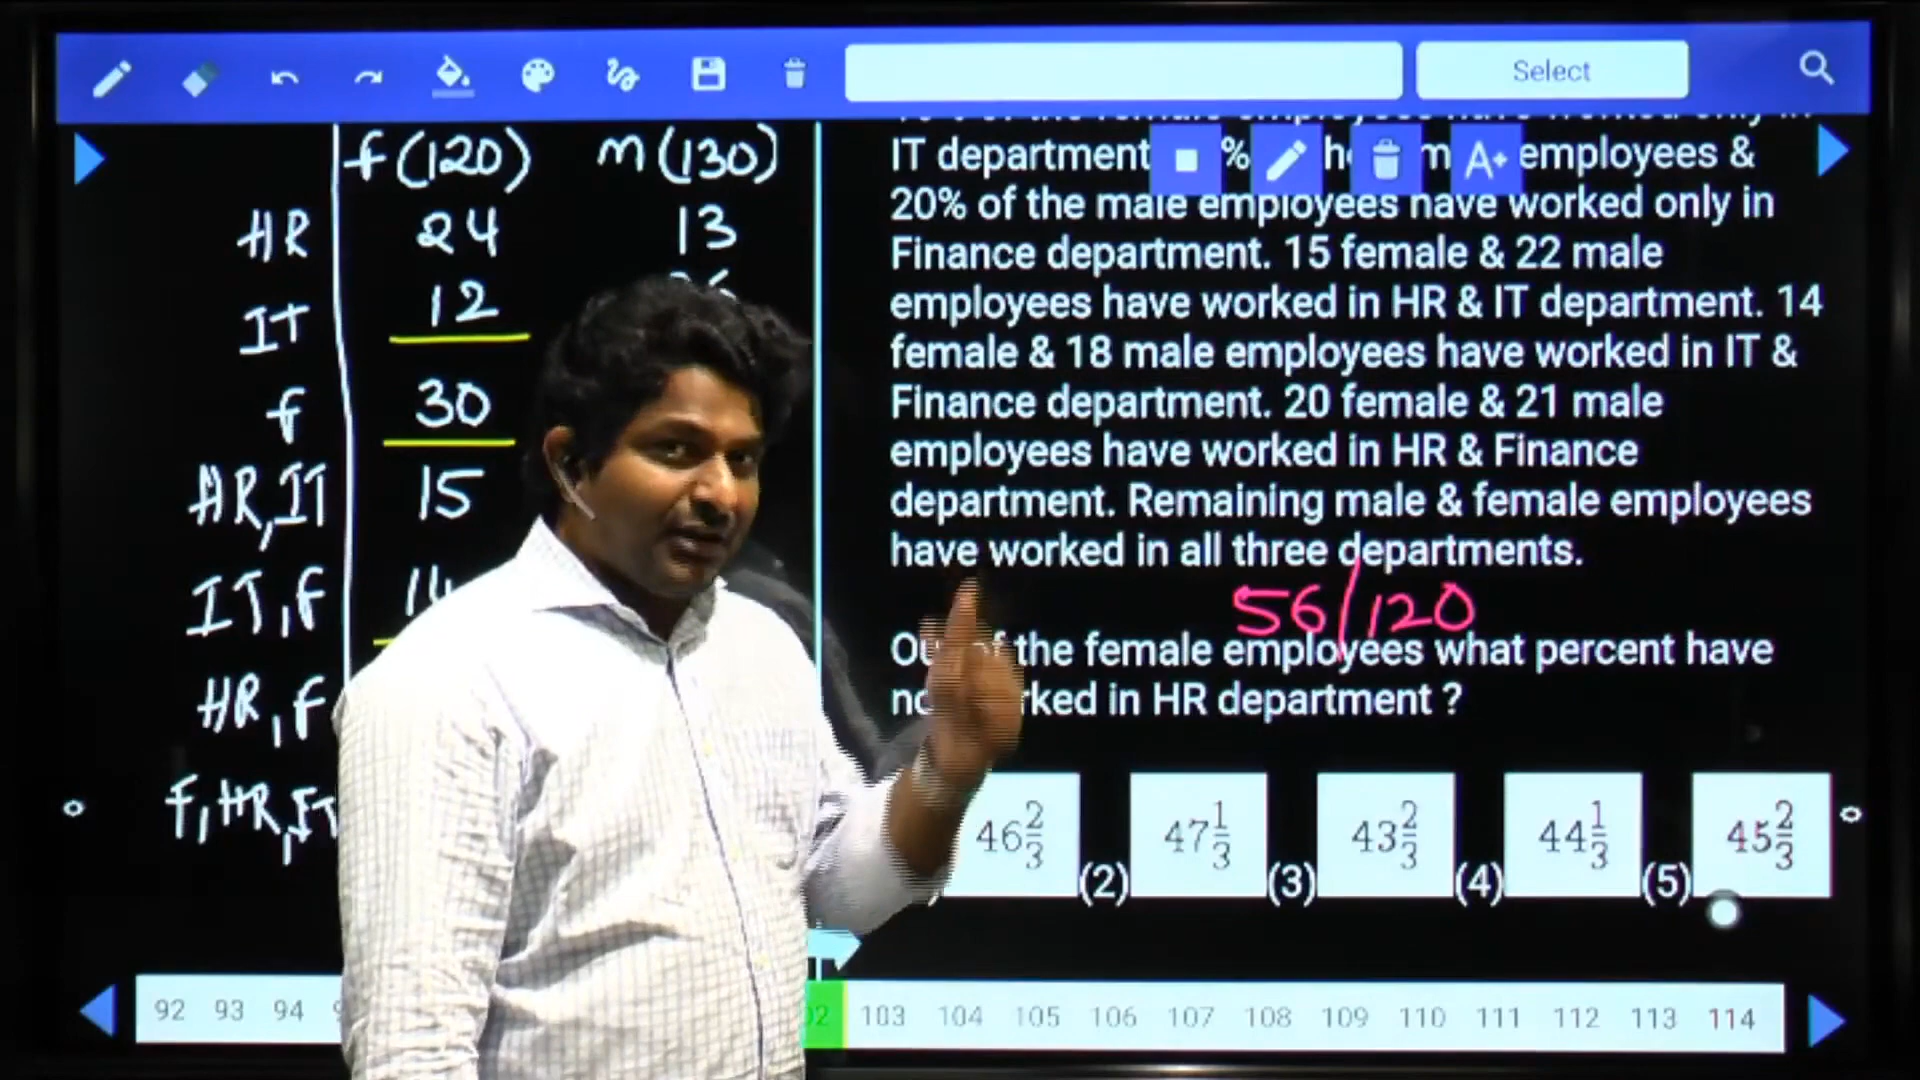 Select
f (120) m (130)
HR 24 13
IT 12
f 30
HR, IT 15
IT, f 14
HR, f
f, HR, IT
IT department % employees &
20% of the male employees have worked only in
Finance department. 15 female & 22 male
employees have worked in HR & IT department. 14
female & 18 male employees have worked in IT &
Finance department. 20 female & 21 male
employees have worked in HR & Finance
department. Remaining male & female employees
have worked in all three departments.
56/120
the female employees what percent have
in HR department ?
46 2/3 (2) 47 1/3 (3) 43 2/3 (4) 44 1/3 (5) 45 2/3
92 93 94 103 104 105 106 107 108 109 110 111 112 113 114